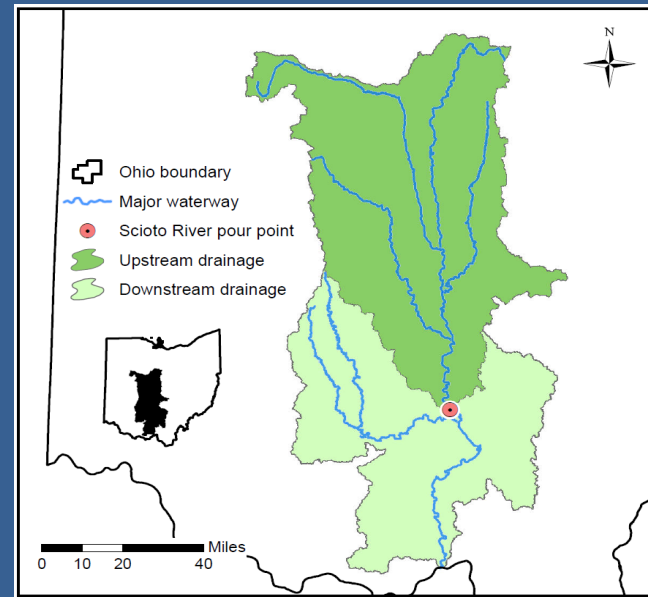 N
Ohio boundary
Major waterway
Scioto River pour point
Upstream drainage
Downstream drainage
Miles
0 10 20 40